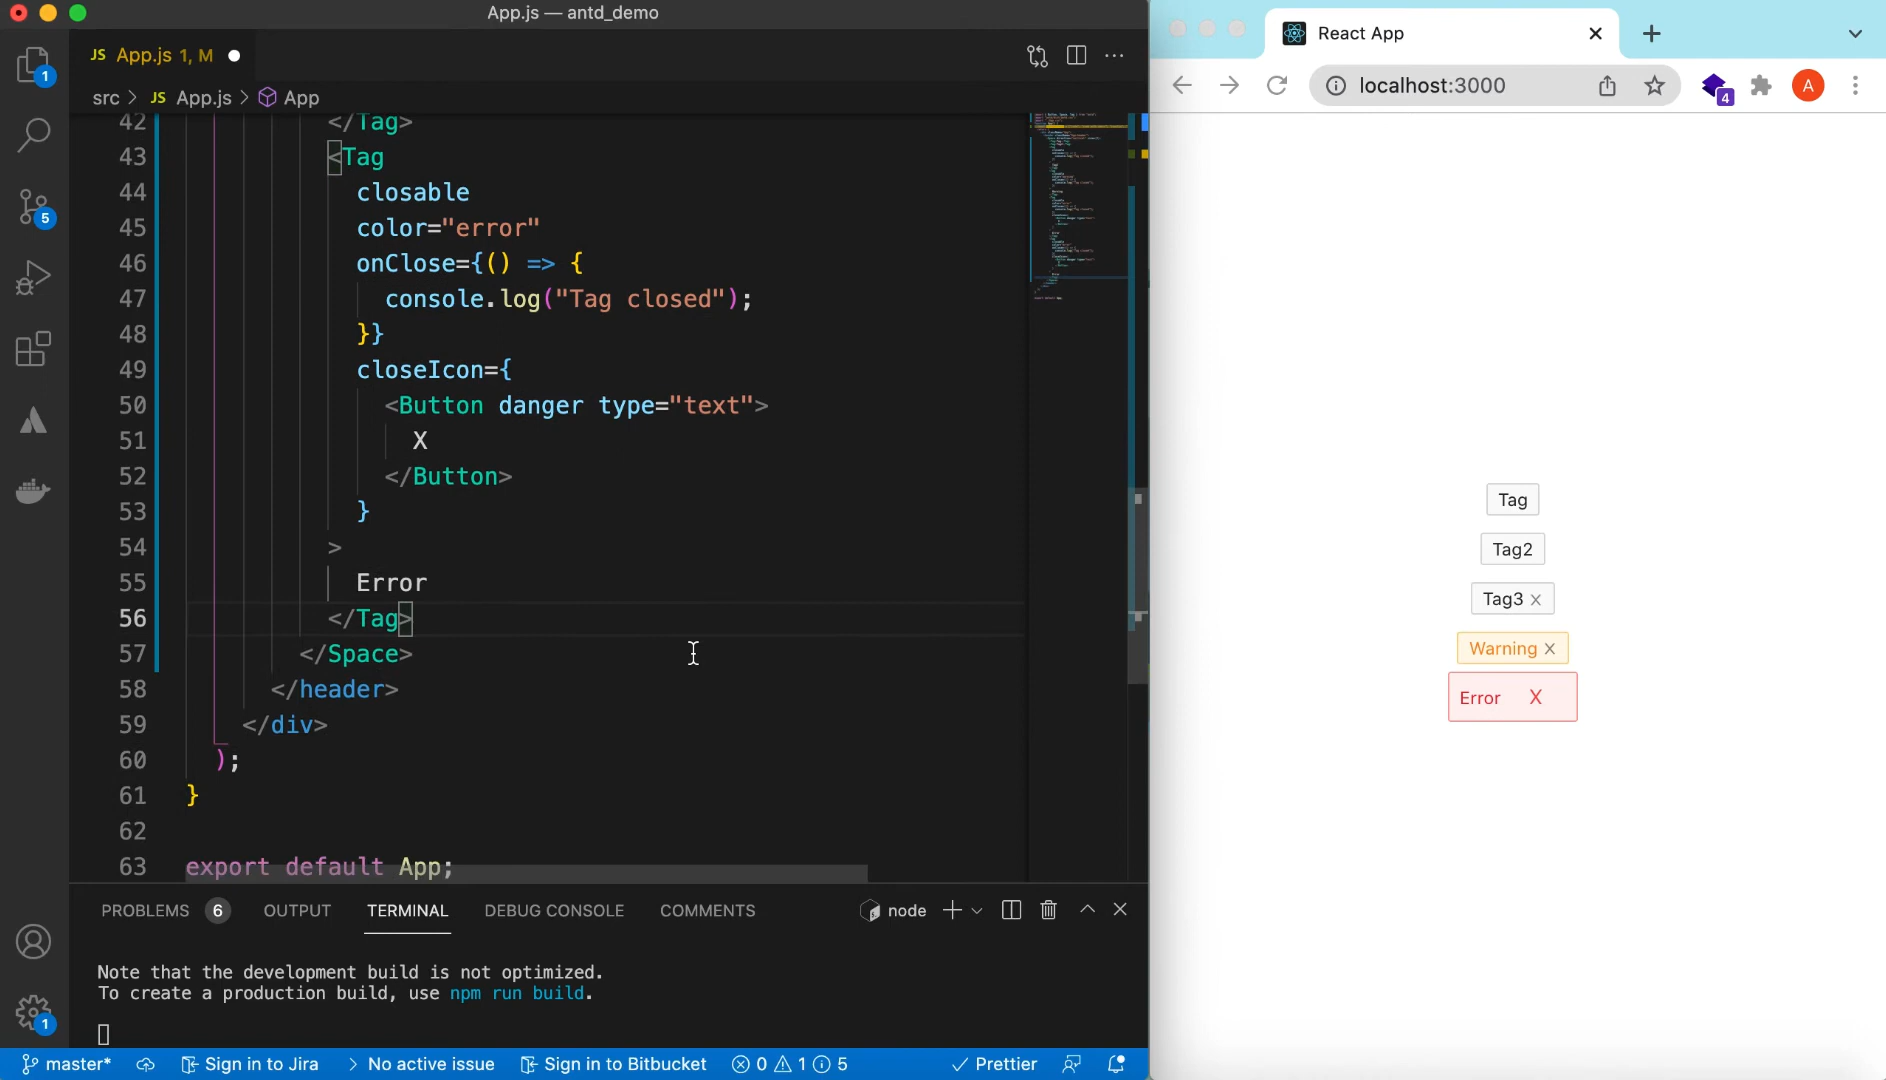 App.js — antd_demo
JS App.js 1, M
src > JS App.js > App
42 </Tag>
43 <Tag
44 closable
45 color="error"
46 onClose={() => {
47 console.log("Tag closed");
48 }}
49 closeIcon={
50 <Button danger type="text">
51 X
52 </Button>
53 }
54 >
55 Error
56 </Tag>
57 </Space>
58 </header>
59 </div>
60 );
61 }
62
63 export default App;
1
5
1
PROBLEMS 6 OUTPUT TERMINAL DEBUG CONSOLE COMMENTS node
Note that the development build is not optimized.
To create a production build, use npm run build.
master* Sign in to Jira > No active issue Sign in to Bitbucket 0 1 5 Prettier
React App
localhost:3000
4
A
Tag
Tag2
Tag3
Warning
Error X